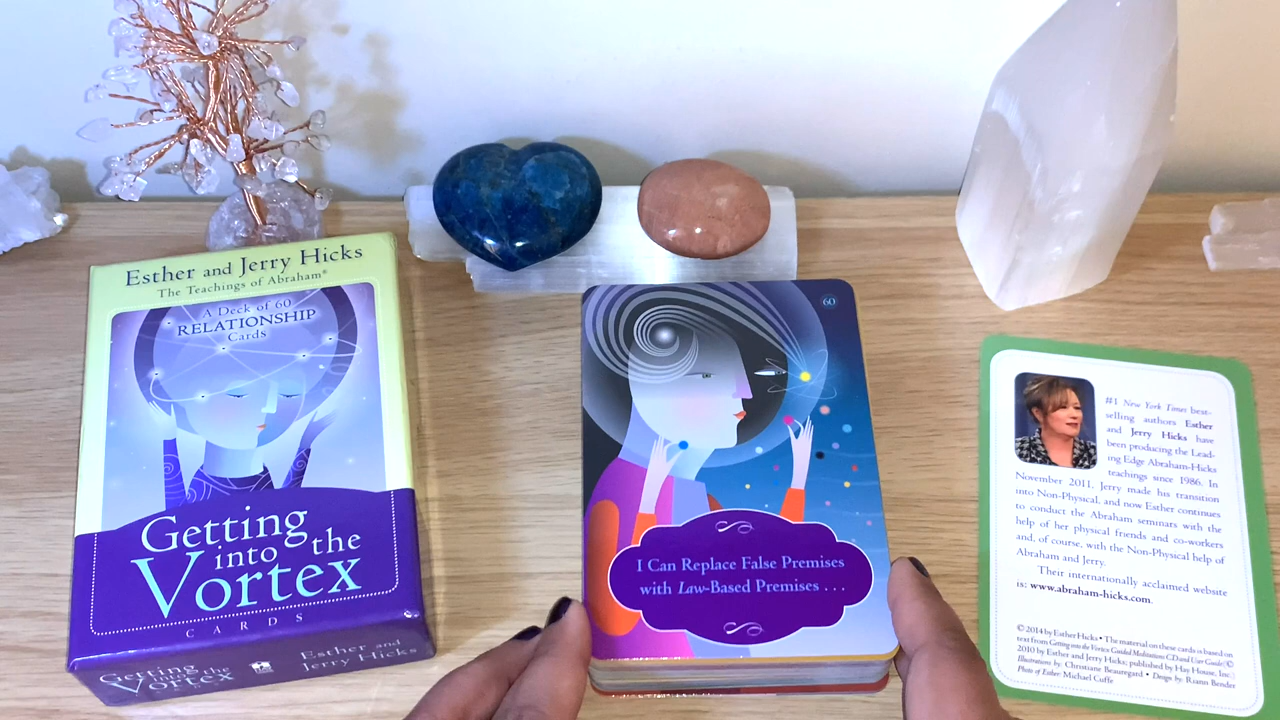 Esther and Jerry Hicks
The Teachings of Abraham®
A Deck of 60
RELATIONSHIP
Cards
Getting
into the
Vortex
CARDS
Getting
into the
Vortex
Esther and
Jerry Hicks
60
I Can Replace False Premises
with Law-Based Premises . . .
#1 New York Times best-
selling authors Esther
and Jerry Hicks have
been producing the Lead-
ing Edge Abraham-Hicks
teachings since 1986. In
November 2011, Jerry made his transition
into Non-Physical, and now Esther continues
to conduct the Abraham seminars with the
help of her physical friends and co-workers
and, of course, with the Non-Physical help of
Abraham and Jerry.
Their internationally acclaimed website
is: www.abraham-hicks.com.
© 2014 by Esther Hicks • The material on these cards is based on
text from Getting into the Vortex Guided Meditations CD and User Guide (©
2010 by Esther and Jerry Hicks; published by Hay House, Inc.)
Illustrations by: Christiane Beauregard • Design by: Riann Bender
Photo of Esther: Michael Cuffe